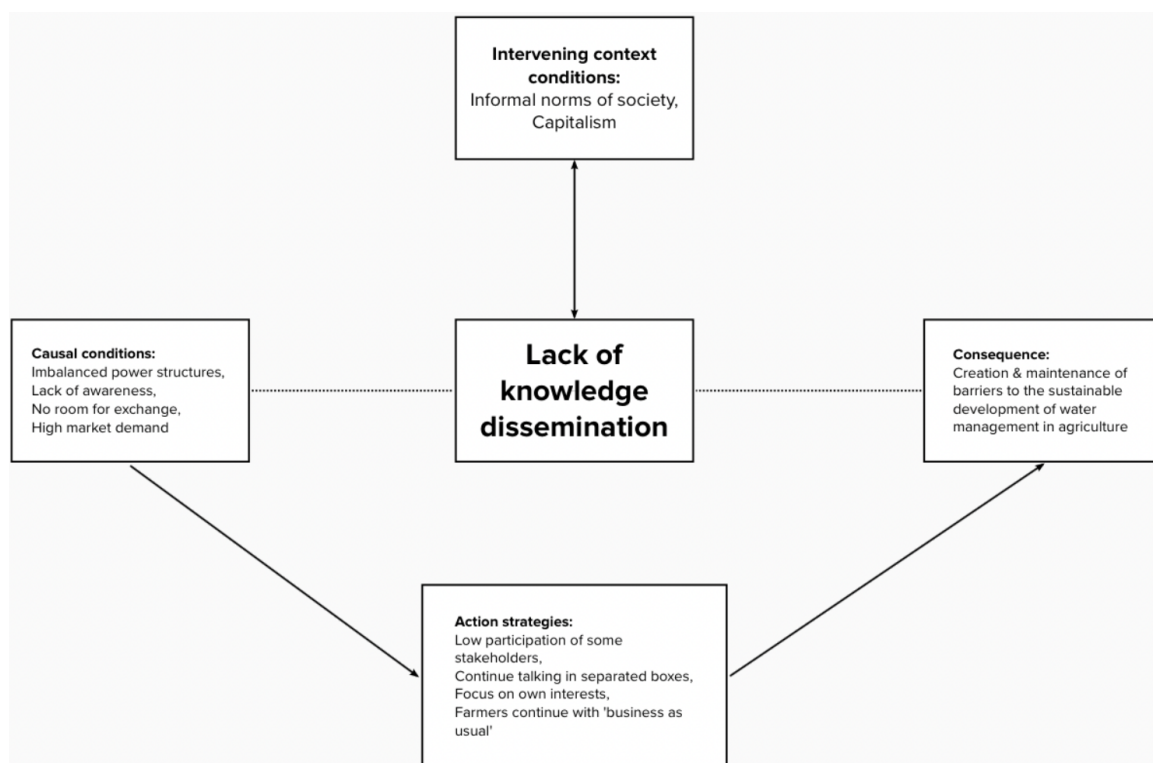 Intervening context
conditions:
Informal norms of society,
Capitalism
Causal conditions:
Imbalanced power structures,
Lack of awareness,
No room for exchange,
High market demand
Lack of
knowledge
dissemination
Consequence:
Creation & maintenance of
barriers to the sustainable
development of water
management in agriculture
Action strategies:
Low participation of some
stakeholders,
Continue talking in separated boxes,
Focus on own interests,
Farmers continue with 'business as
usual'